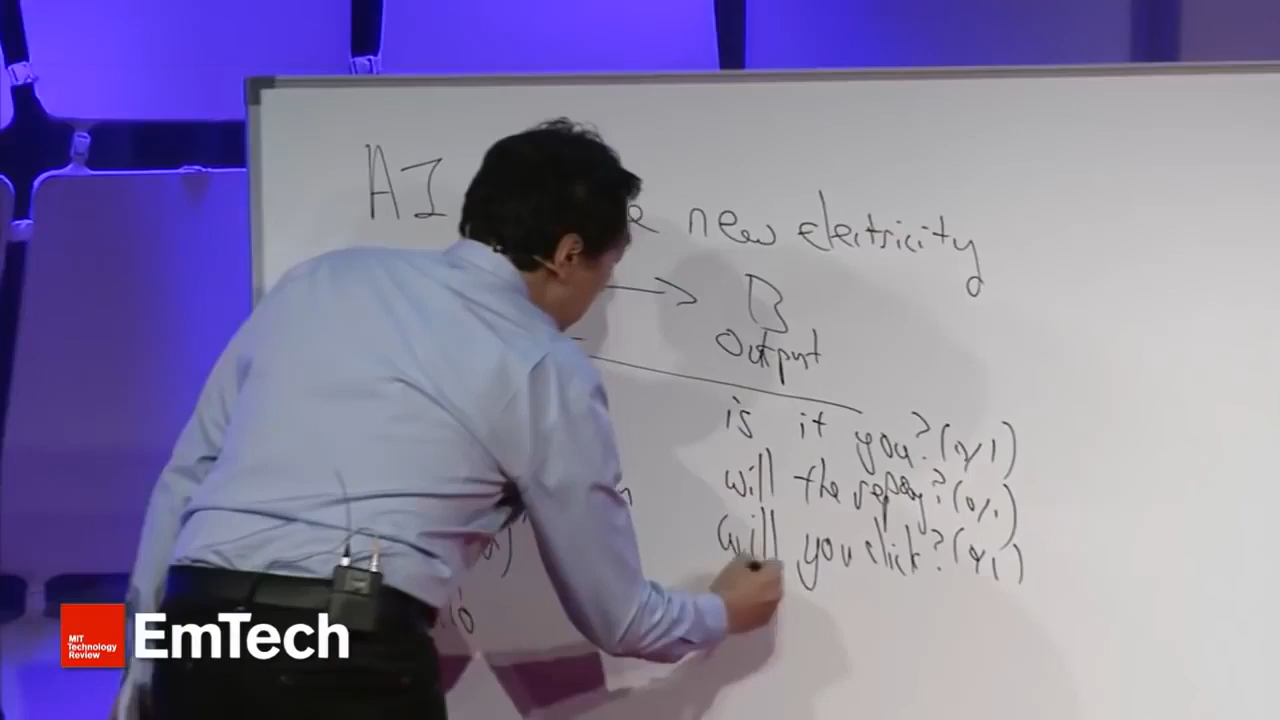 AI new electricity
B
Output
is it you? (0/1)
will the repay? (0/1)
will you click? (0/1)
MIT
Technology
Review
EmTech